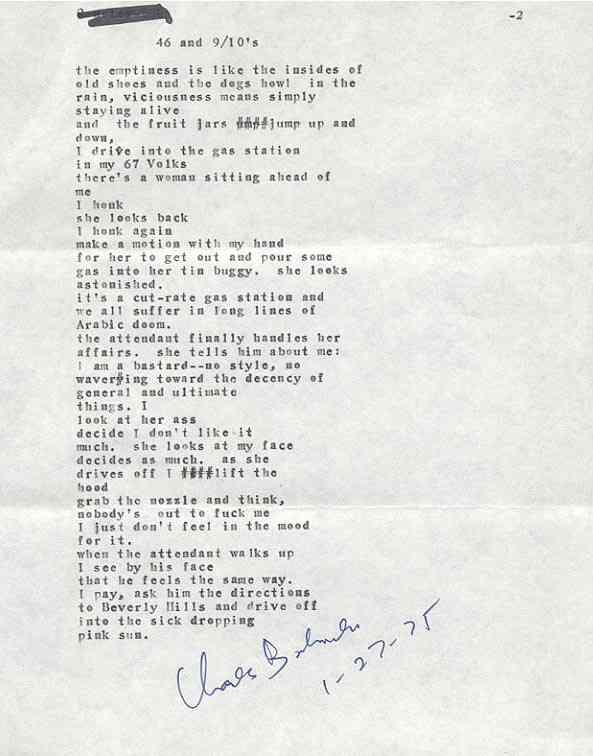 -2
46 and 9/10's
the emptiness is like the insides of
old shoes and the dogs howl in the
rain, viciousness means simply
staying alive
and the fruit jars ####jump up and
down,
I drive into the gas station
in my 67 Volks
there's a woman sitting ahead of
me
I honk
she looks back
I honk again
make a motion with my hand
for her to get out and pour some
gas into her tin buggy. she looks
astonished.
it's a cut-rate gas station and
we all suffer in long lines of
Arabic doom.
the attendant finally handles her
affairs. she tells him about me:
I am a bastard--no style, no
waver#ing toward the decency of
general and ultimate
things. I
look at her ass
decide I don't like it
much. she looks at my face
decides as much. as she
drives off I ####lift the
hood
grab the nozzle and think,
nobody's out to fuck me
I just don't feel in the mood
for it.
when the attendant walks up
I see by his face
that he feels the same way.
I pay, ask him the directions
to Beverly Hills and drive off
into the sick dropping
pink sun.
Charles Bukowski
1-27-75